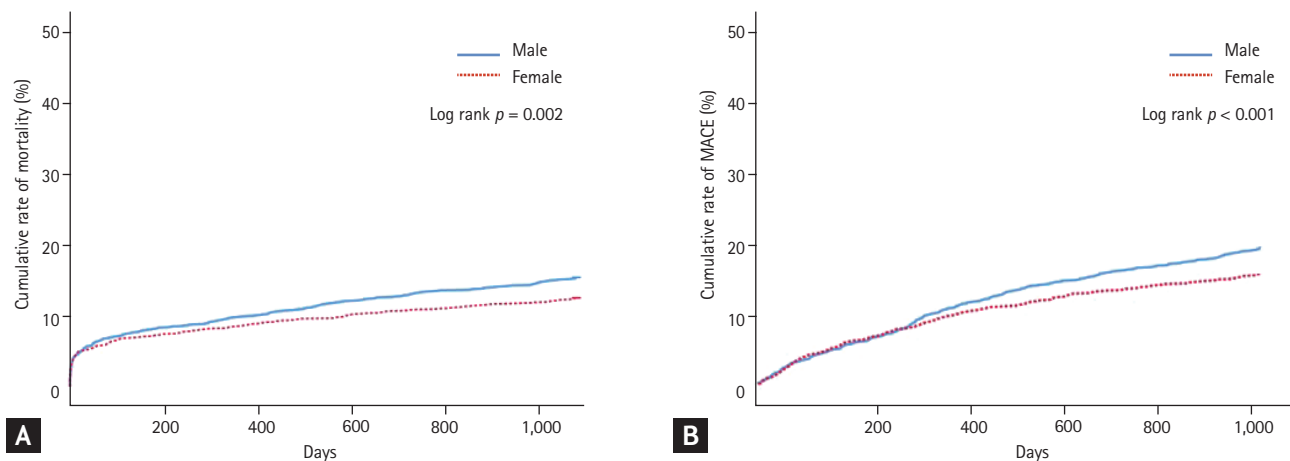 Cumulative rate of mortality (%)
50
40
30
20
10
0
Male
Female
Log rank p = 0.002
200 400 600 800 1,000
Days
A
Cumulative rate of MACE (%)
50
40
30
20
10
0
Male
Female
Log rank p < 0.001
200 400 600 800 1,000
Days
B